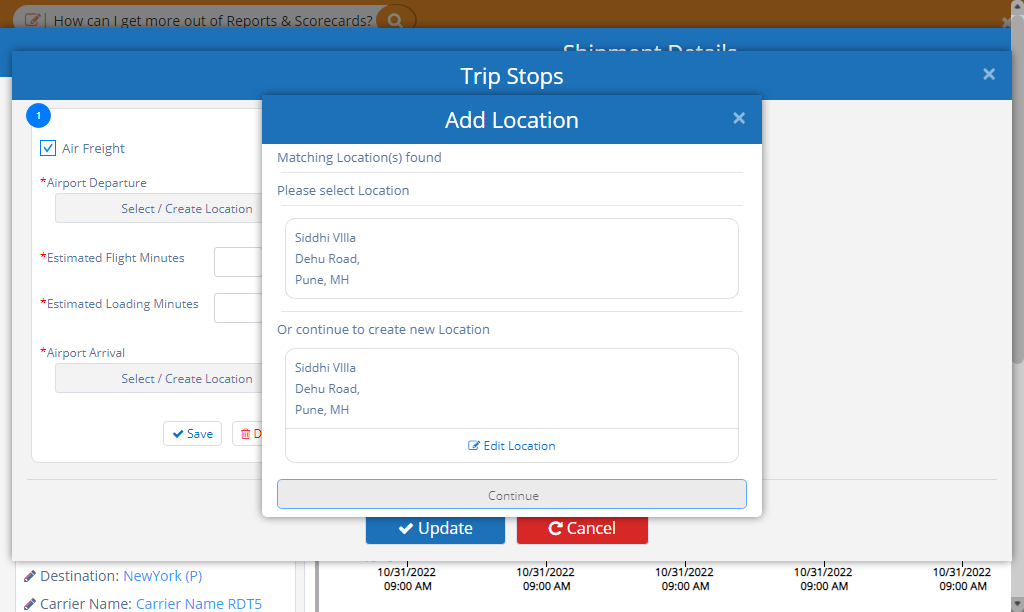 How can I get more out of Reports & Scorecards?
Shipment Details
Trip Stops
×
1
Air Freight
*Airport Departure
Select / Create Location
*Estimated Flight Minutes
*Estimated Loading Minutes
*Airport Arrival
Select / Create Location
Save
D
Add Location
×
Matching Location(s) found
Please select Location
Siddhi VIlla
Dehu Road,
Pune, MH
Or continue to create new Location
Siddhi VIlla
Dehu Road,
Pune, MH
Edit Location
Continue
Update
Cancel
Destination: NewYork (P)
Carrier Name: Carrier Name RDT5
10/31/2022
09:00 AM
10/31/2022
09:00 AM
10/31/2022
09:00 AM
10/31/2022
09:00 AM
10/31/2022
09:00 AM